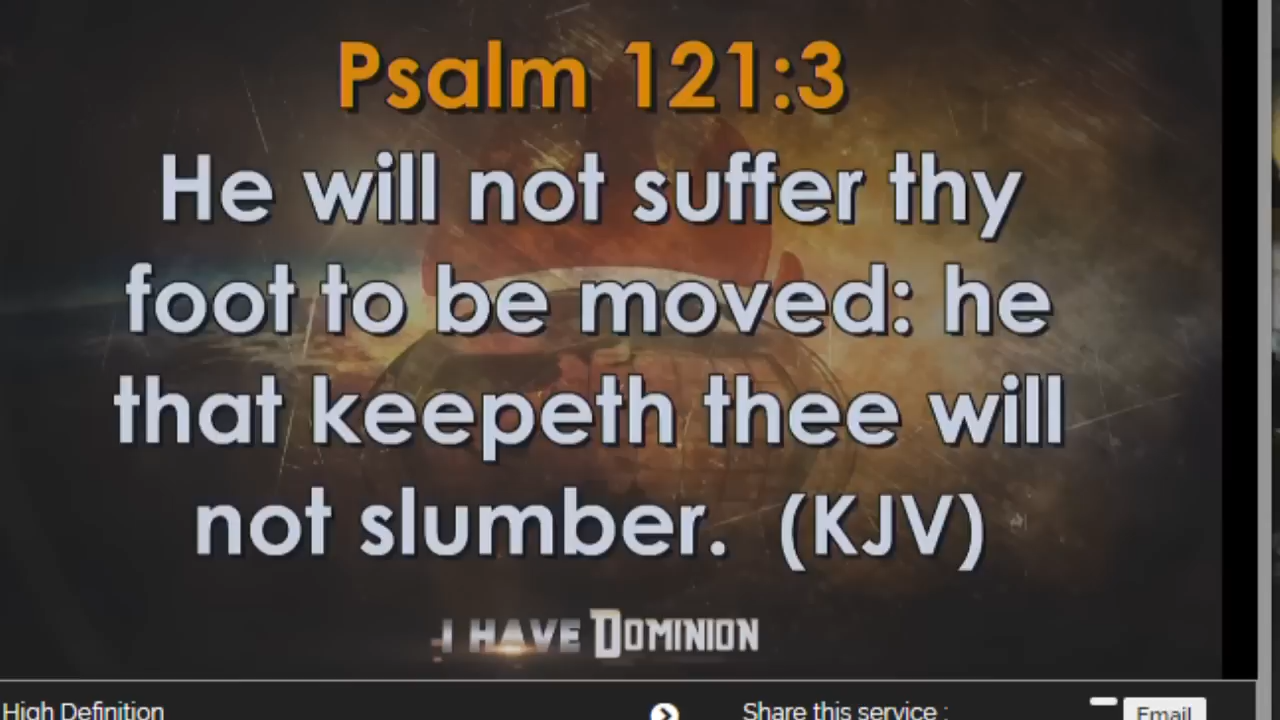 Psalm 121:3
He will not suffer thy
foot to be moved: he
that keepeth thee will
not slumber. (KJV)
I HAVE DOMINION
High Definition
Share this service :
Email